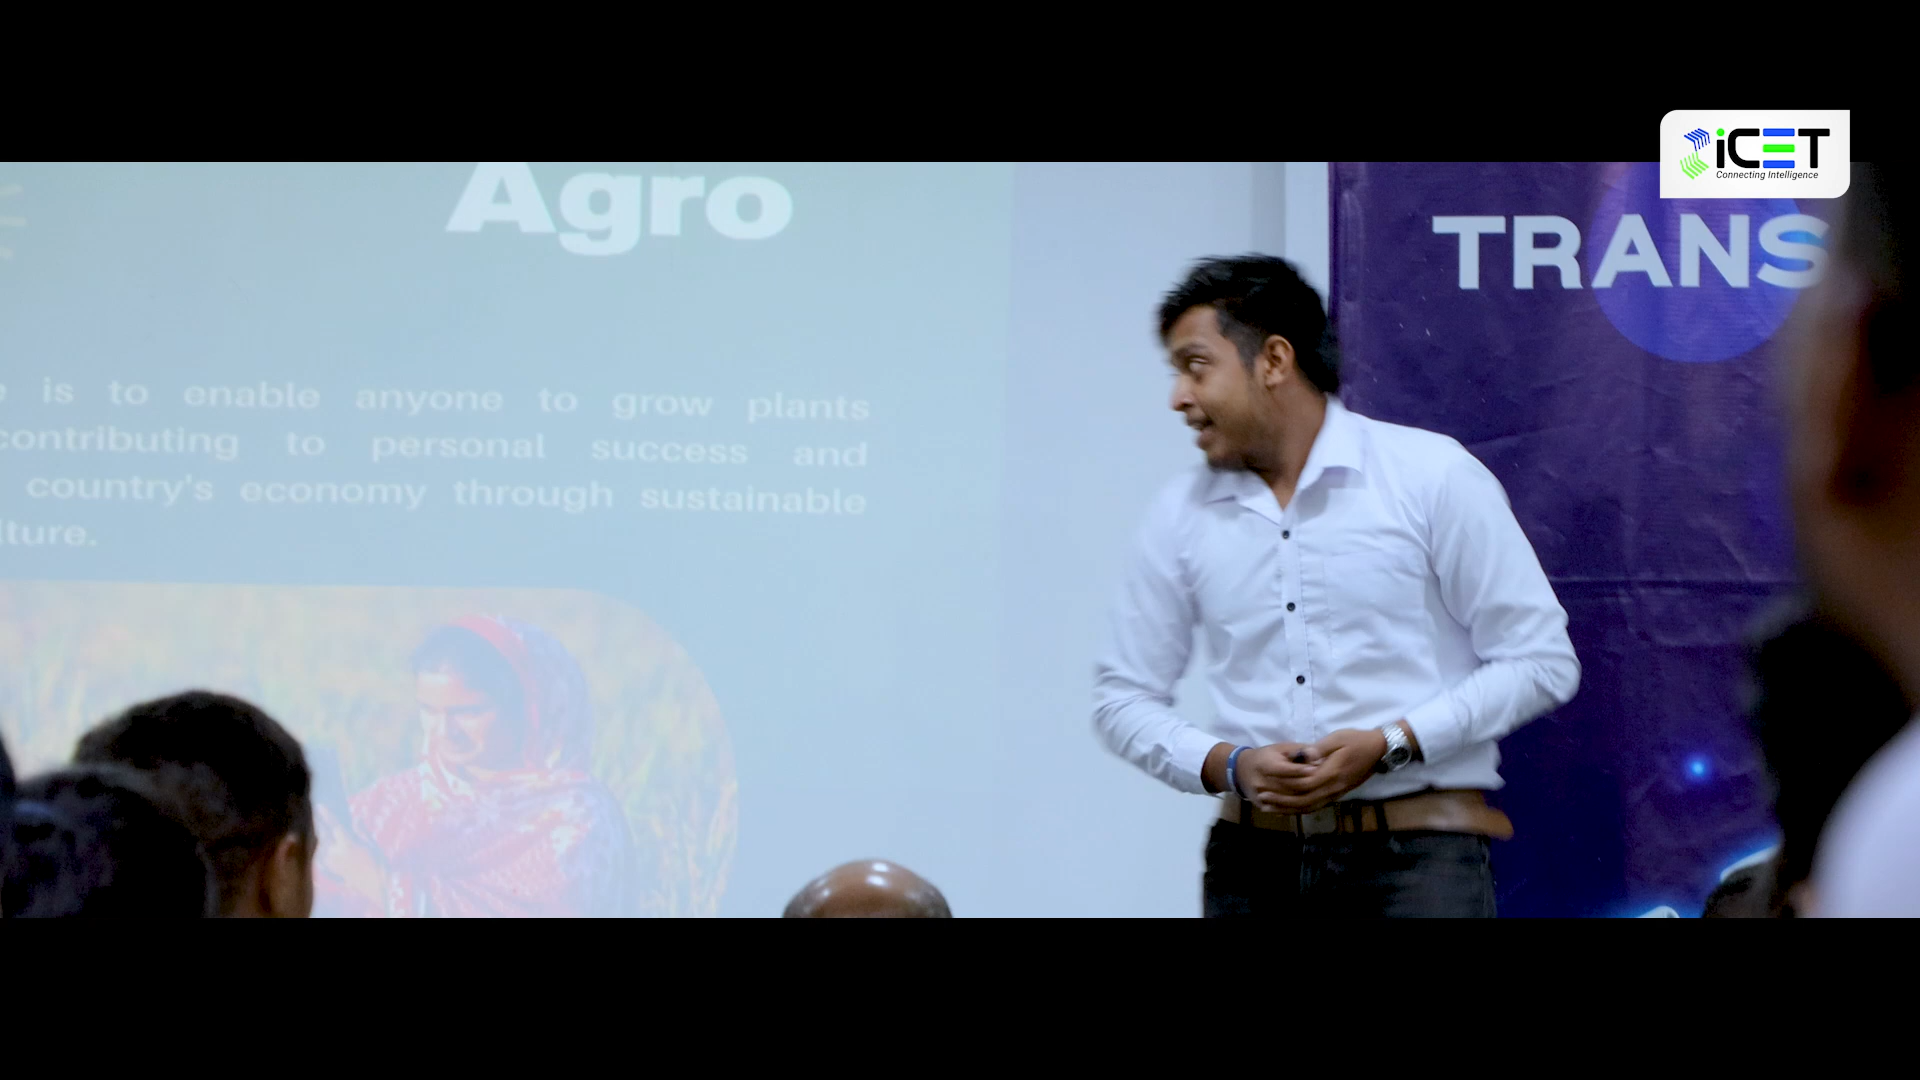 iCET
Connecting Intelligence
Agro
TRANS
is to enable anyone to grow plants
contributing to personal success and
country's economy through sustainable
lture.